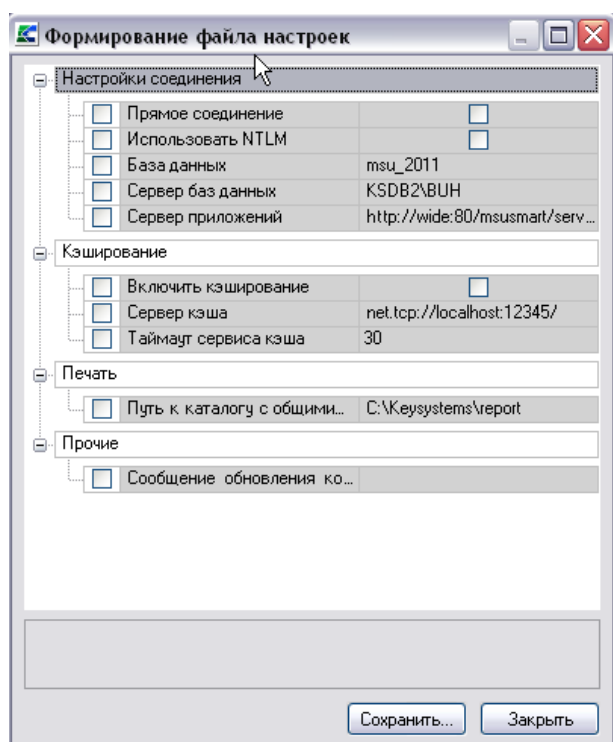 Формирование файла настроек
Настройки соединения
Прямое соединение
Использовать NTLM
База данных msu_2011
Сервер баз данных KSDB2\BUH
Сервер приложений http://wide:80/msusmart/serv...
Кэширование
Включить кэширование
Сервер кэша net.tcp://localhost:12345/
Таймаут сервиса кэша 30
Печать
Путь к каталогу с общими... C:\Keysystems\report
Прочие
Сообщение обновления ко...
Сохранить... Закрыть